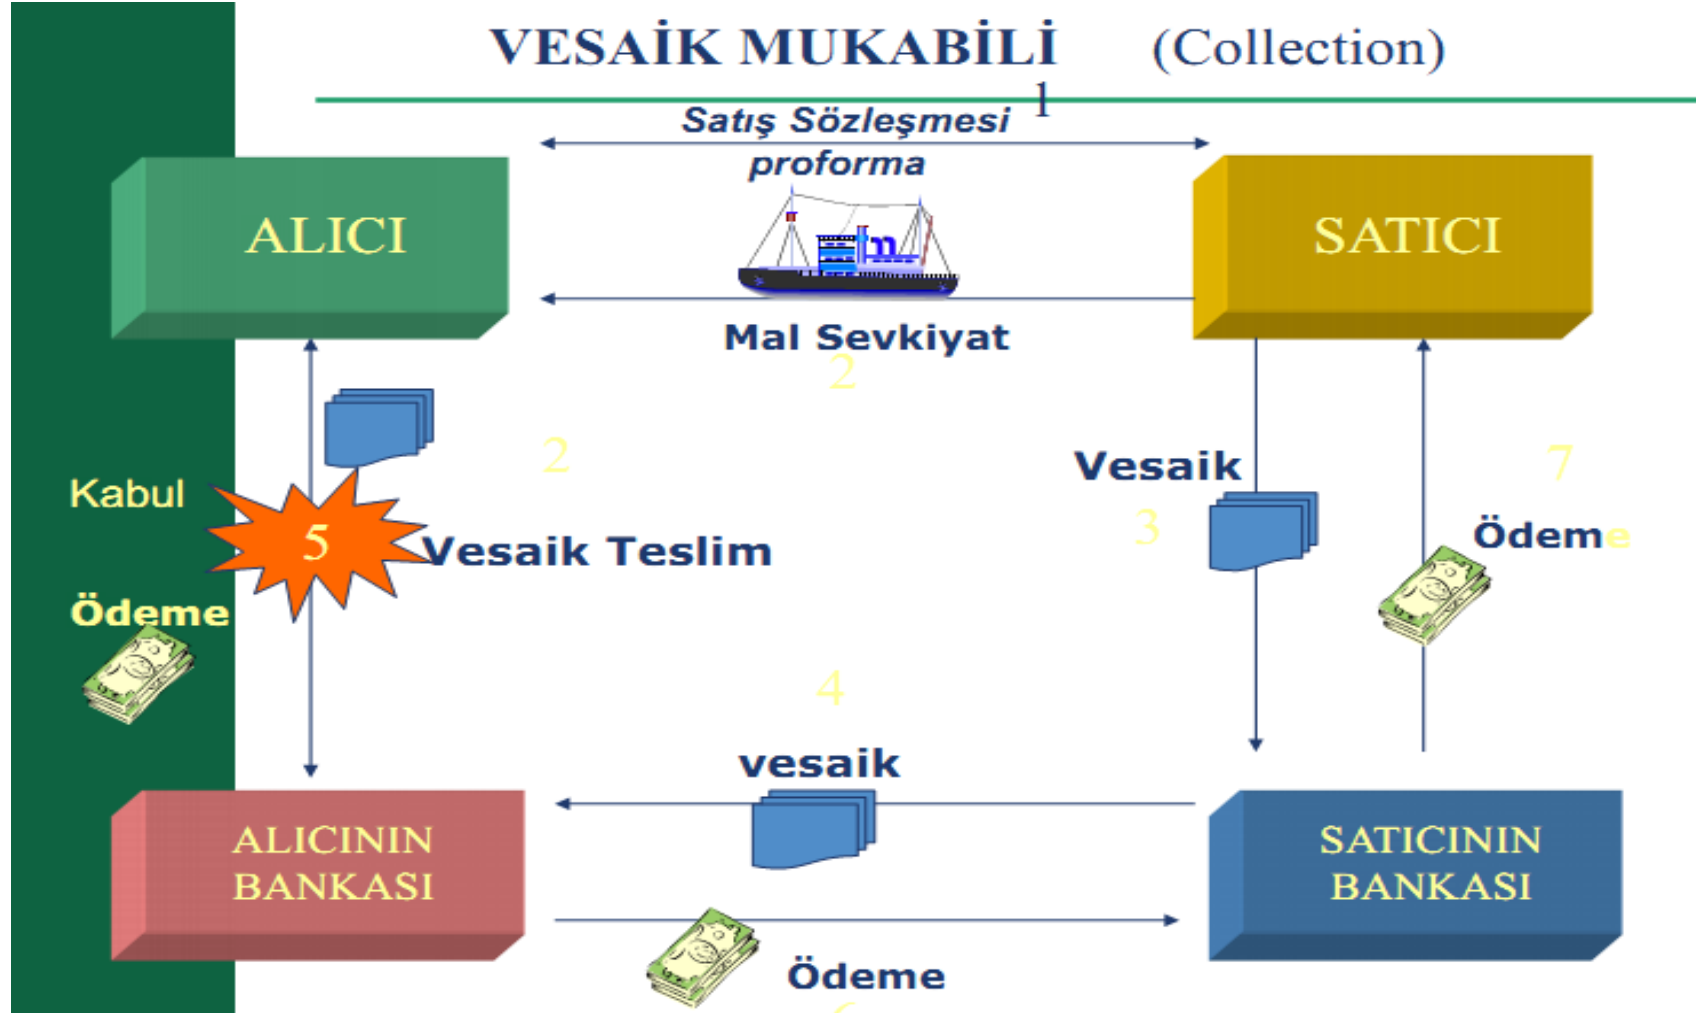 VESAİK MUKABİLİ (Collection)
1
Satış Sözleşmesi
proforma
ALICI
SATICI
Mal Sevkiyat
2
2
Kabul
5
Vesaik Teslim
Ödeme
Vesaik
3
7
Ödeme
4
vesaik
ALICININ
BANKASI
SATICININ
BANKASI
Ödeme